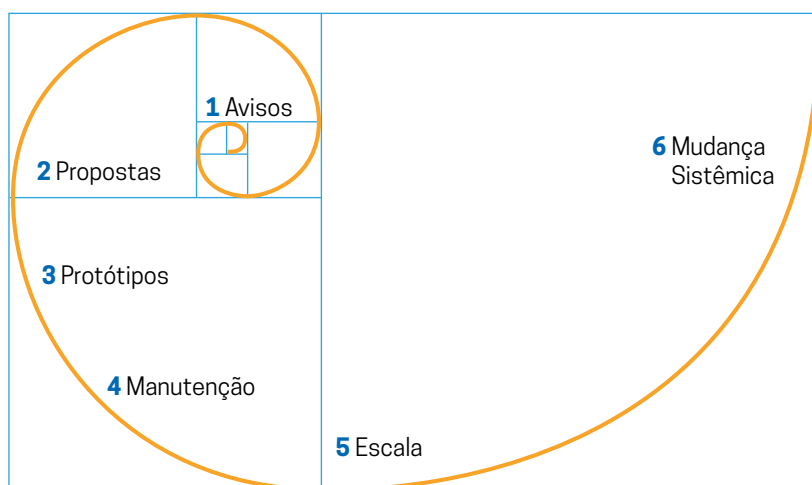 1 Avisos
2 Propostas
3 Protótipos
4 Manutenção
5 Escala
6 Mudança
Sistêmica